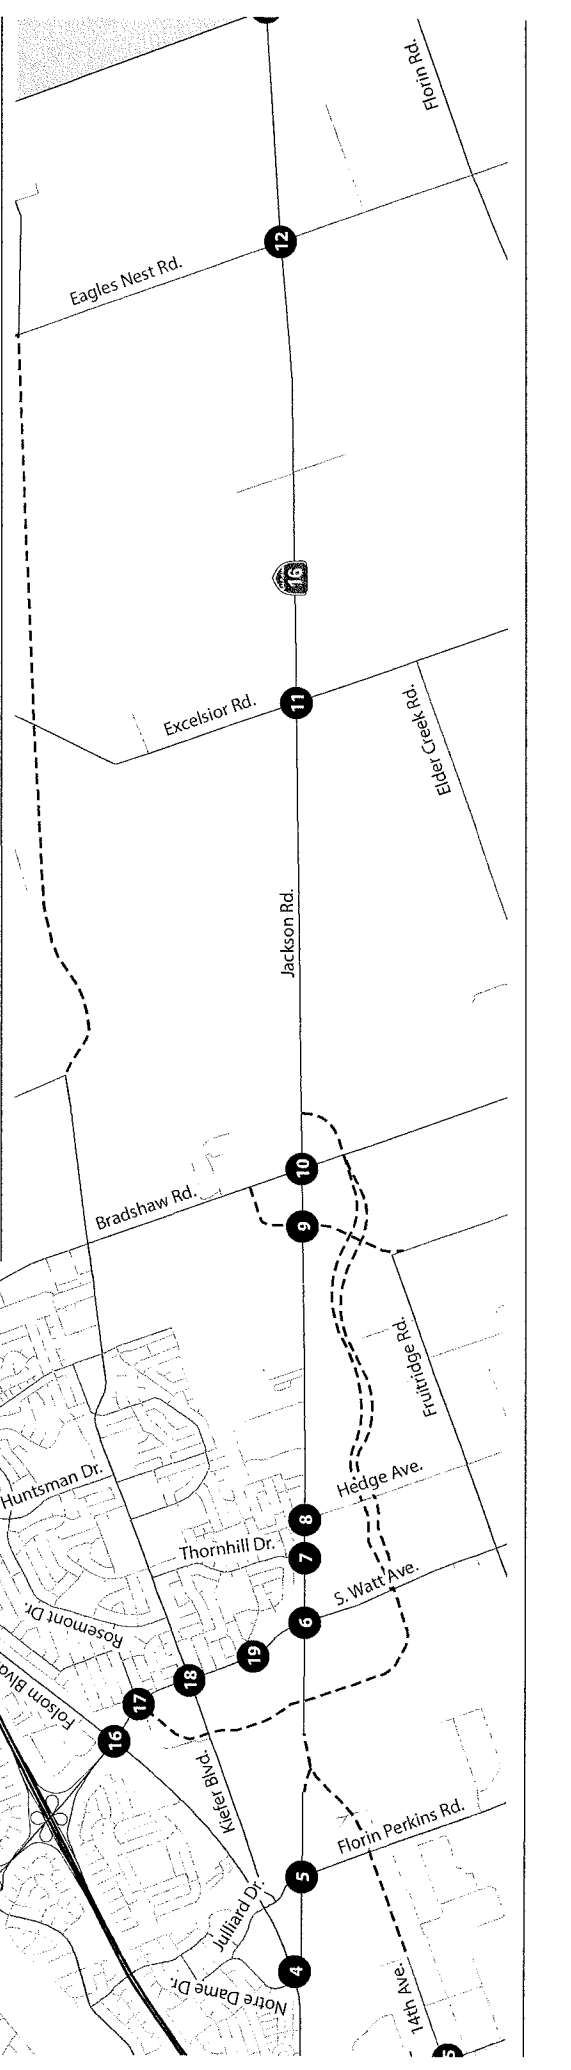 Florin Rd.
12
Eagles Nest Rd.
16
11
Excelsior Rd.
Elder Creek Rd.
Jackson Rd.
10
Bradshaw Rd.
9
Fruitridge Rd.
Huntsman Dr.
Hedge Ave.
8
Thornhill Dr.
7
S. Watt Ave.
6
Rosemont Dr.
19
18
17
Folsom Blvd.
16
Kiefer Blvd.
Florin Perkins Rd.
5
Julliard Dr.
4
Notre Dame Dr.
14th Ave.